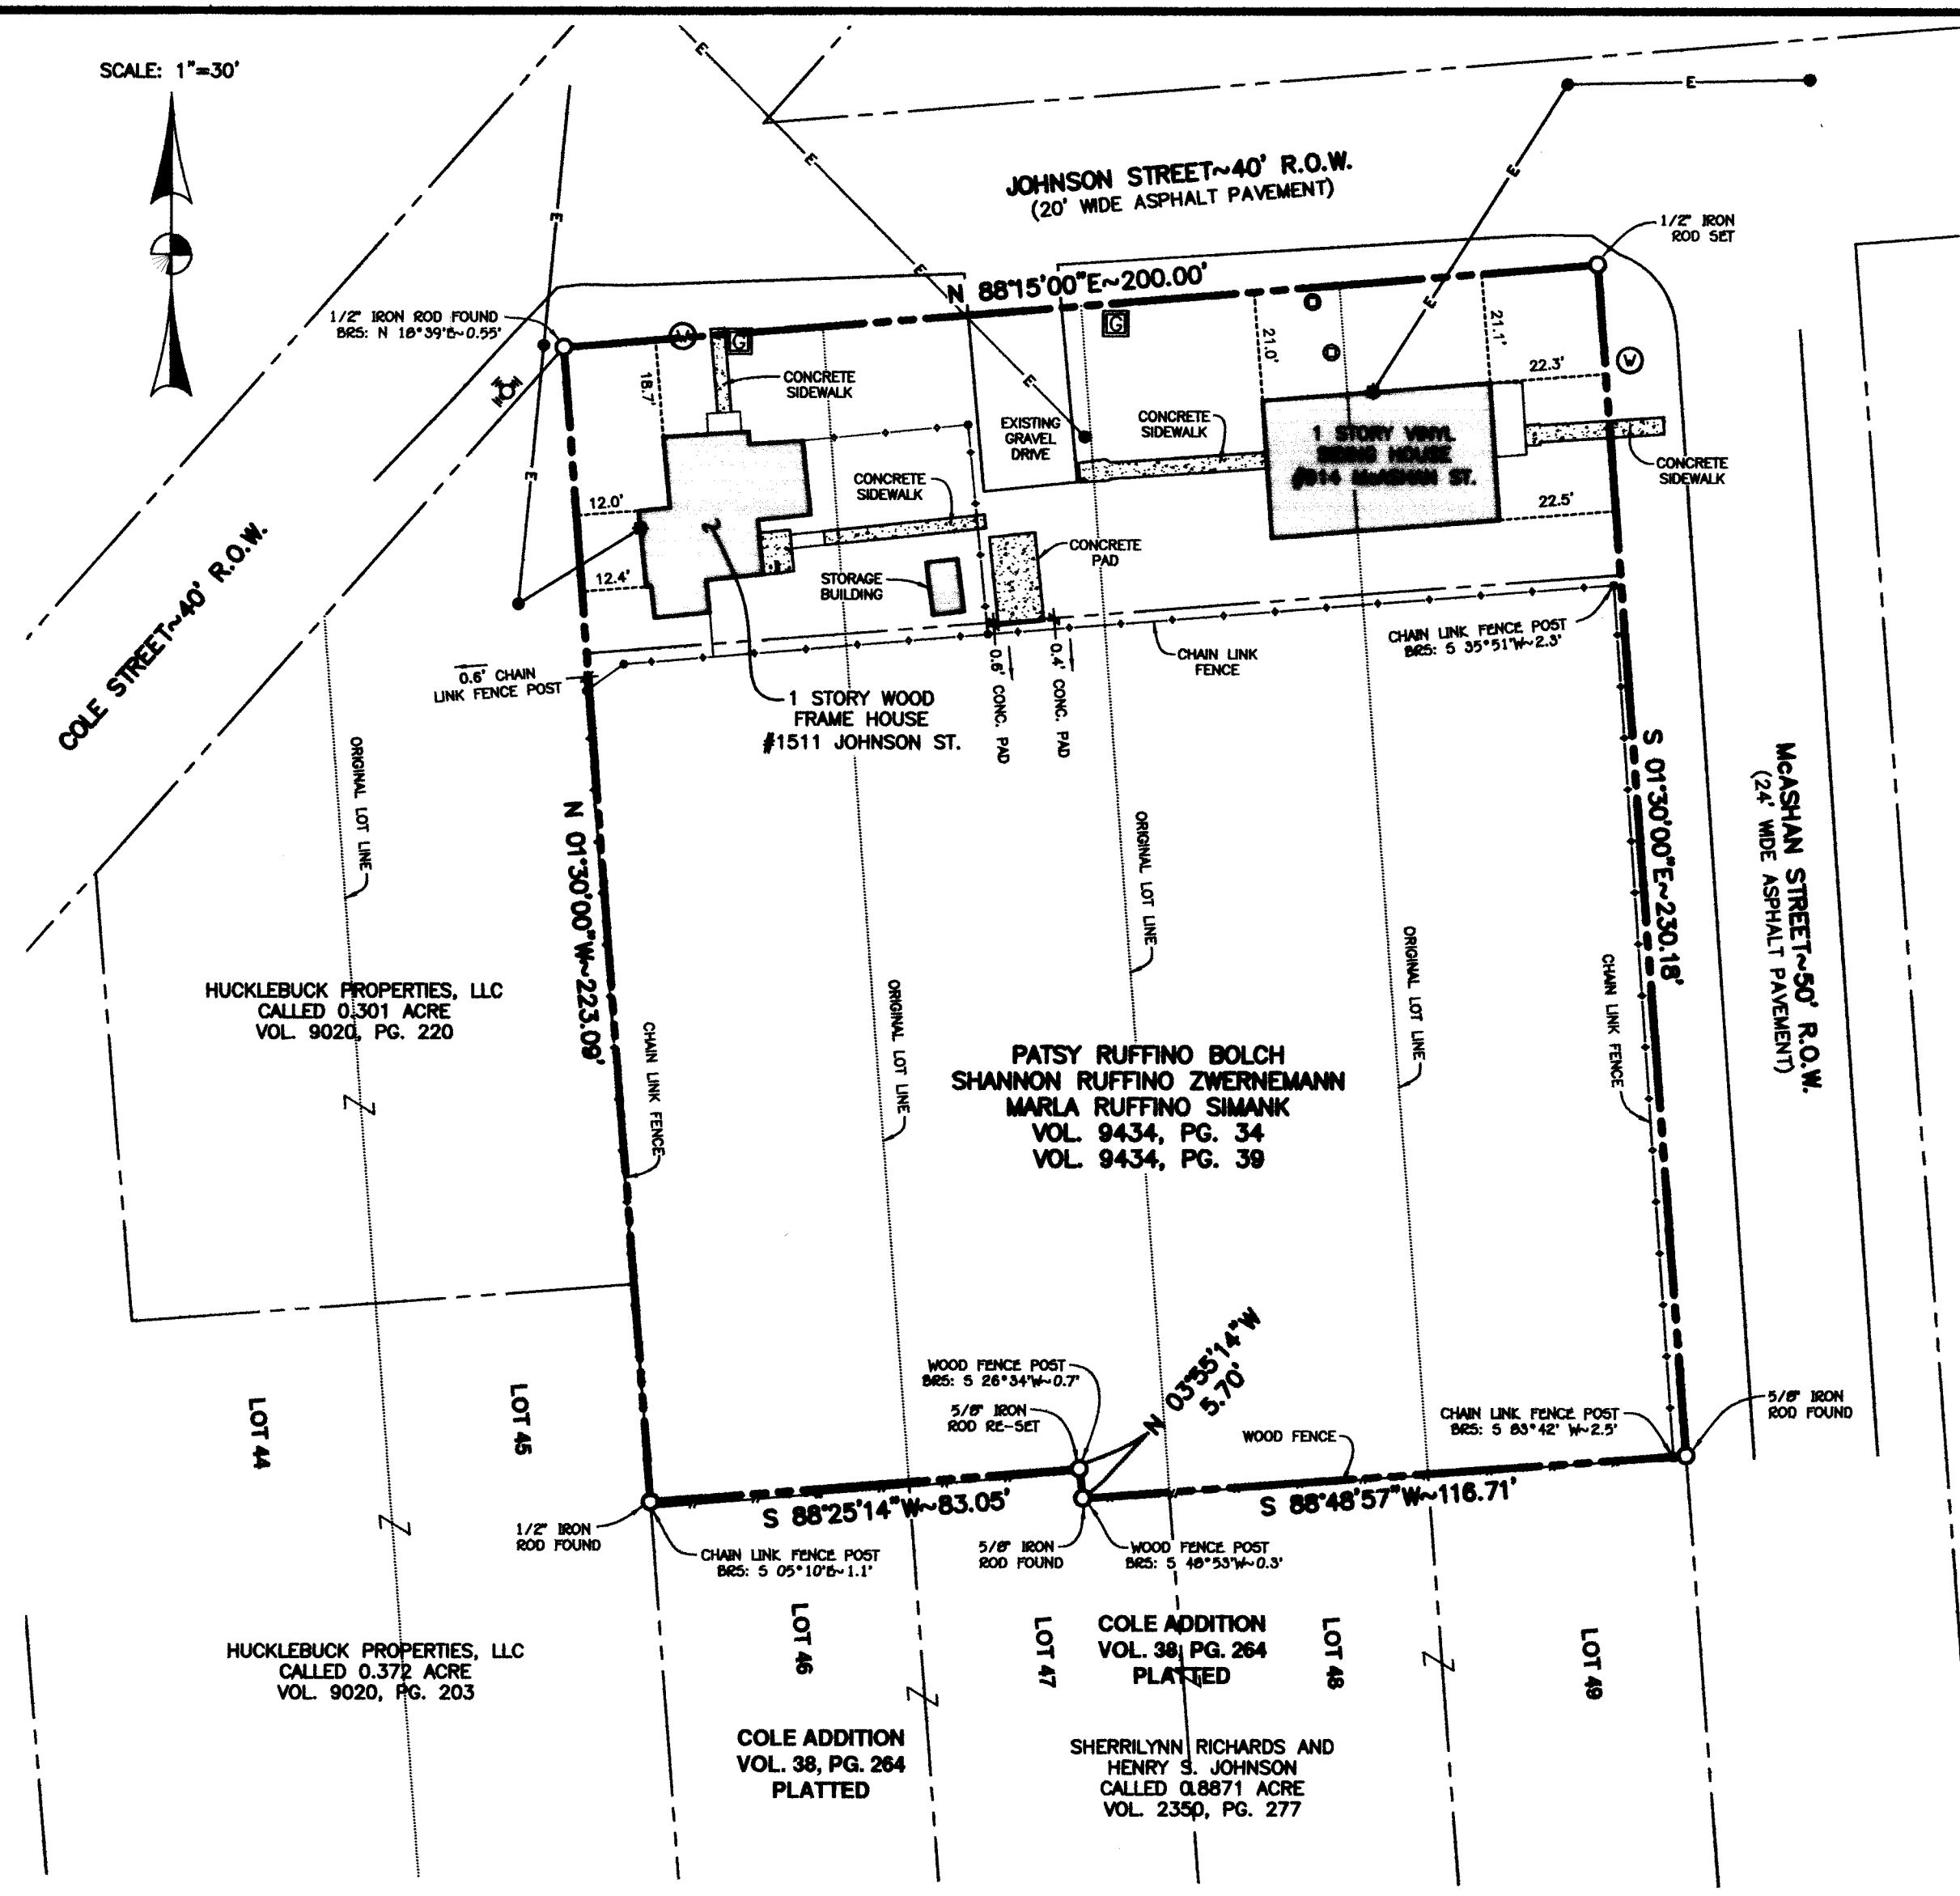 SCALE: 1"=30'
JOHNSON STREET~40' R.O.W.
(20' WIDE ASPHALT PAVEMENT)
1/2" IRON
ROD SET
N 88°15'00"E~200.00'
1/2" IRON ROD FOUND
BRS: N 18°39'E~0.55'
E
E
E
E
E
E
E
E
E
E
W
G
G
W
18.7'
CONCRETE
SIDEWALK
21.0'
21.1'
22.3'
EXISTING
GRAVEL
DRIVE
CONCRETE
SIDEWALK
1 STORY VINYL
SIDING HOUSE
#914 McASHAN ST.
CONCRETE
SIDEWALK
12.0'
CONCRETE
SIDEWALK
22.5'
COLE STREET~40' R.O.W.
12.4'
STORAGE
BUILDING
CONCRETE
PAD
0.6' CHAIN
LINK FENCE POST
1 STORY WOOD
FRAME HOUSE
#1511 JOHNSON ST.
0.6' CONC. PAD
0.4' CONC. PAD
CHAIN LINK
FENCE
CHAIN LINK FENCE POST
BRS: S 35°51'W~2.3'
ORIGINAL LOT LINE
N 01°30'00"W~223.09'
ORIGINAL LOT LINE
ORIGINAL LOT LINE
ORIGINAL LOT LINE
S 01°30'00"E~230.18'
McASHAN STREET~50' R.O.W.
(24' WIDE ASPHALT PAVEMENT)
HUCKLEBUCK PROPERTIES, LLC
CALLED 0.301 ACRE
VOL. 9020, PG. 220
CHAIN LINK FENCE
CHAIN LINK FENCE
PATSY RUFFINO BOLCH
SHANNON RUFFINO ZWERNEMANN
MARLA RUFFINO SIMANK
VOL. 9434, PG. 34
VOL. 9434, PG. 39
LOT 44
LOT 45
WOOD FENCE POST
BRS: S 26°34'W~0.7'
5/8" IRON
ROD RE-SET
N 03°55'14"W
5.70'
WOOD FENCE
CHAIN LINK FENCE POST
BRS: S 83°42' W~2.5'
5/8" IRON
ROD FOUND
S 88°25'14"W~83.05'
S 88°48'57"W~116.71'
1/2" IRON
ROD FOUND
CHAIN LINK FENCE POST
BRS: S 05°10'E~1.1'
5/8" IRON
ROD FOUND
WOOD FENCE POST
BRS: S 48°53'W~0.3'
LOT 46
LOT 47
COLE ADDITION
VOL. 38, PG. 264
PLATTED
LOT 48
LOT 49
HUCKLEBUCK PROPERTIES, LLC
CALLED 0.372 ACRE
VOL. 9020, PG. 203
COLE ADDITION
VOL. 38, PG. 264
PLATTED
SHERRILYNN RICHARDS AND
HENRY S. JOHNSON
CALLED 0.8871 ACRE
VOL. 2350, PG. 277